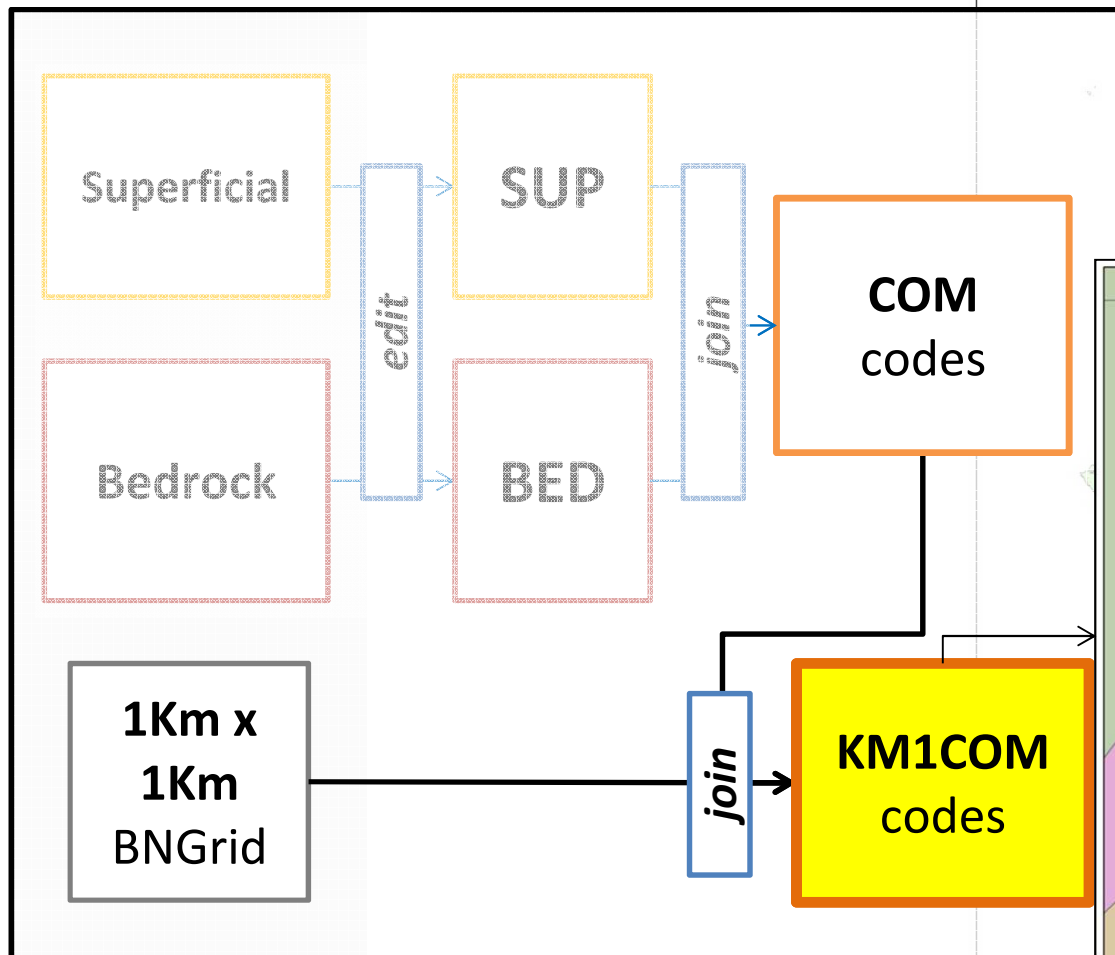 Superficial
edit
SUP
join
COM
codes
Bedrock
BED
1Km x
1Km
BNGrid
join
KM1COM
codes